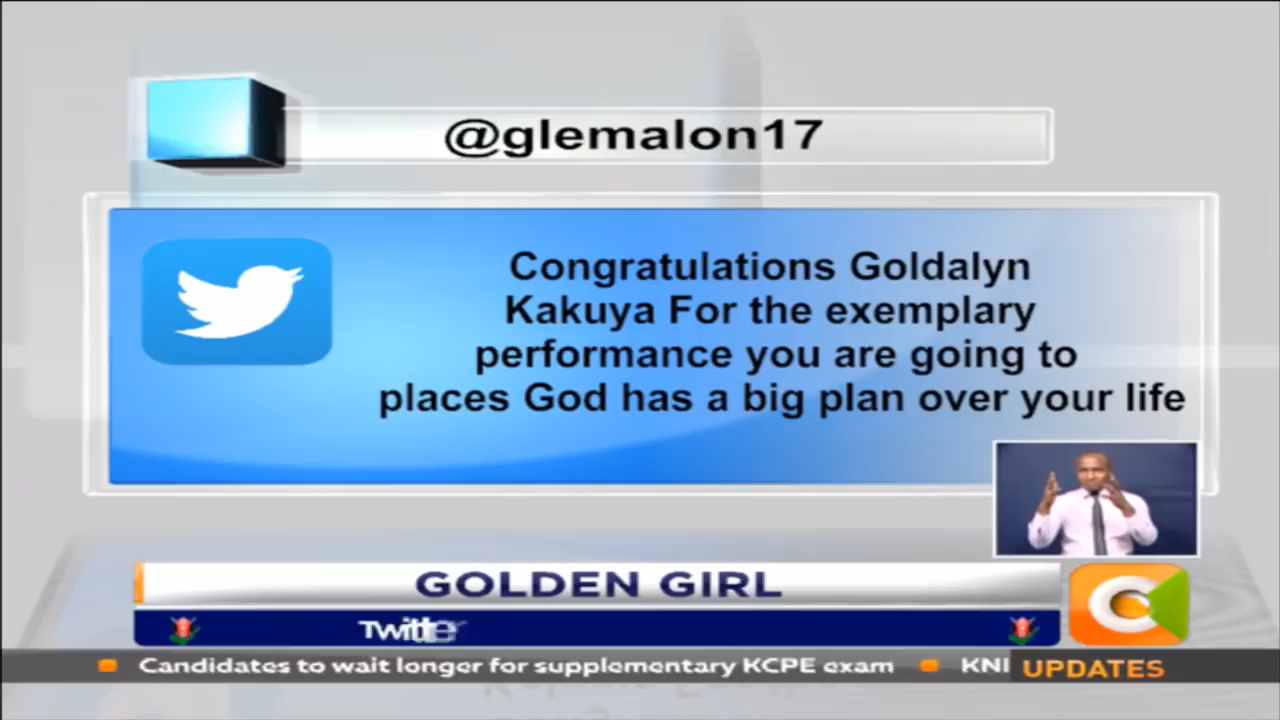 @glemalon17
Congratulations Goldalyn
Kakuya For the exemplary
performance you are going to
places God has a big plan over your life
GOLDEN GIRL
Twitter
Candidates to wait longer for supplementary KCPE exam
KNI
UPDATES